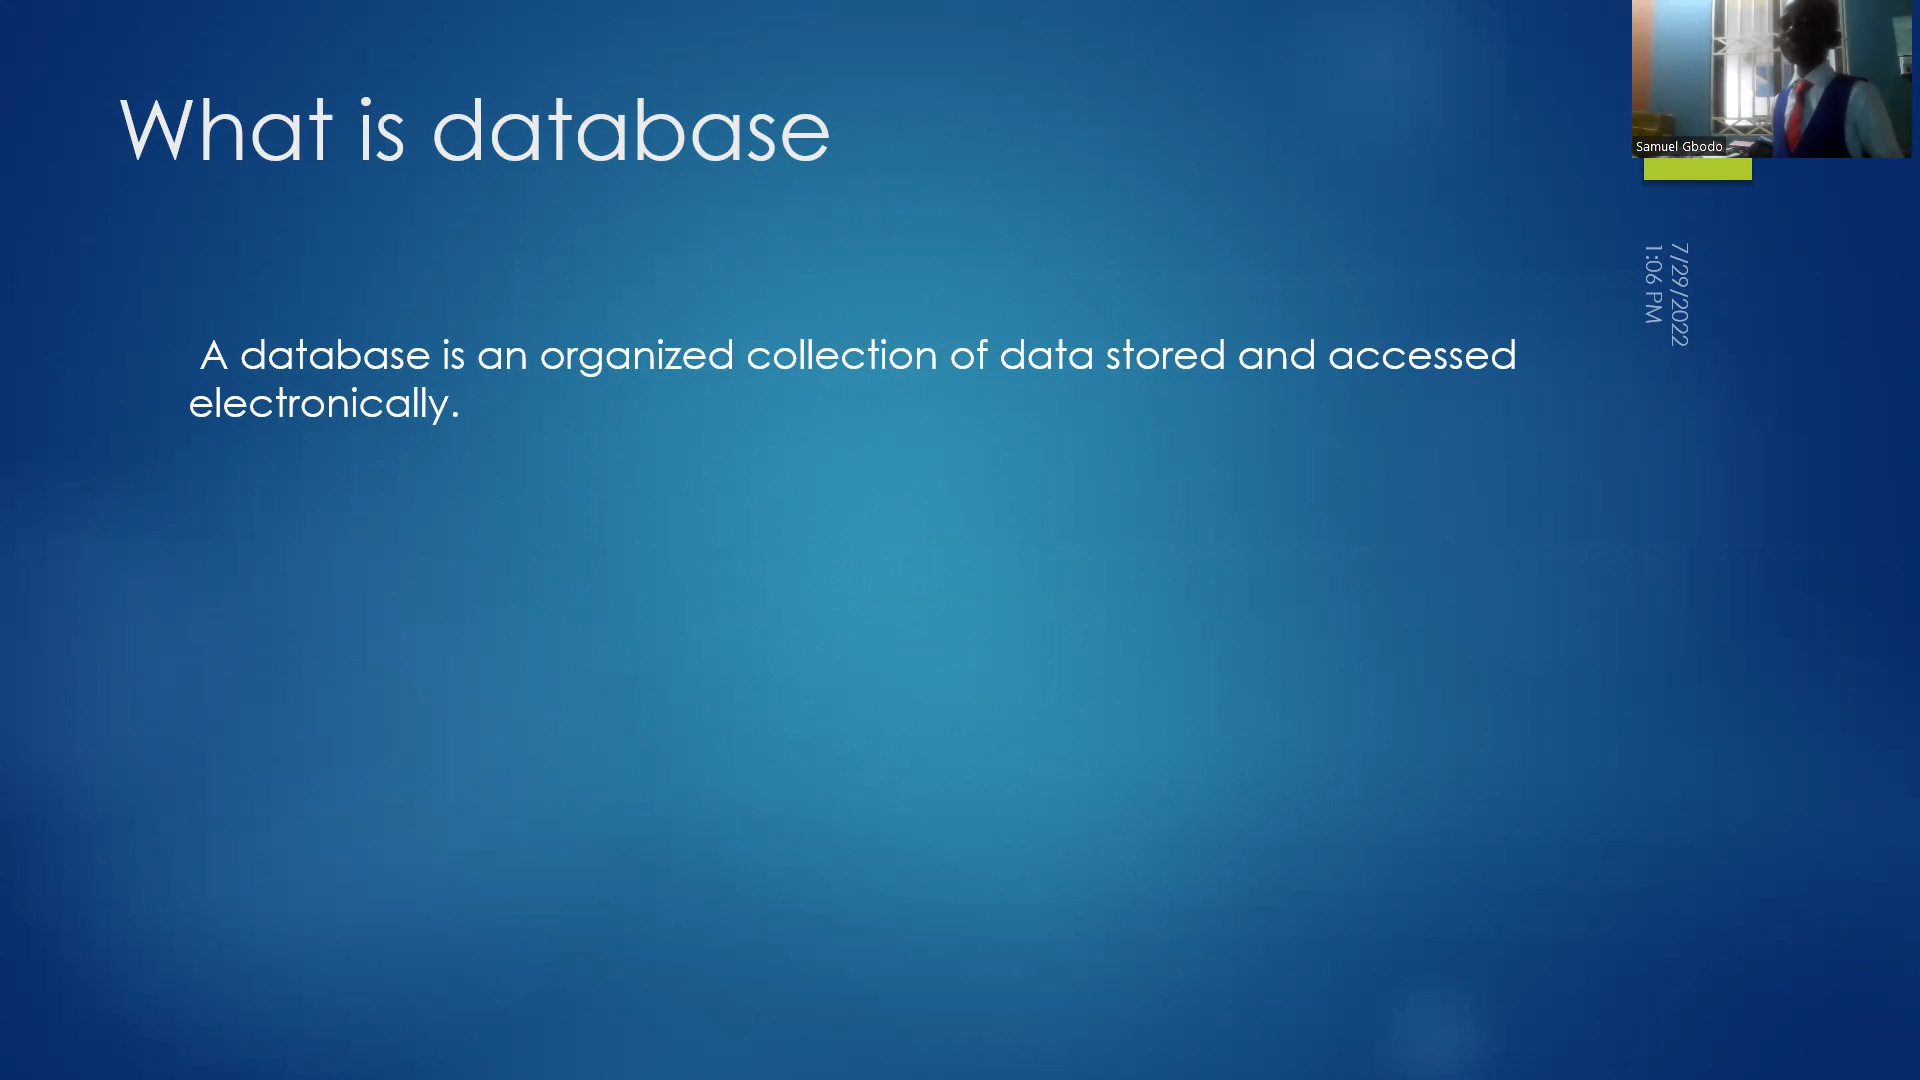 What is database
Samuel Gbodo
7/29/2022
1:06 PM
A database is an organized collection of data stored and accessed
electronically.